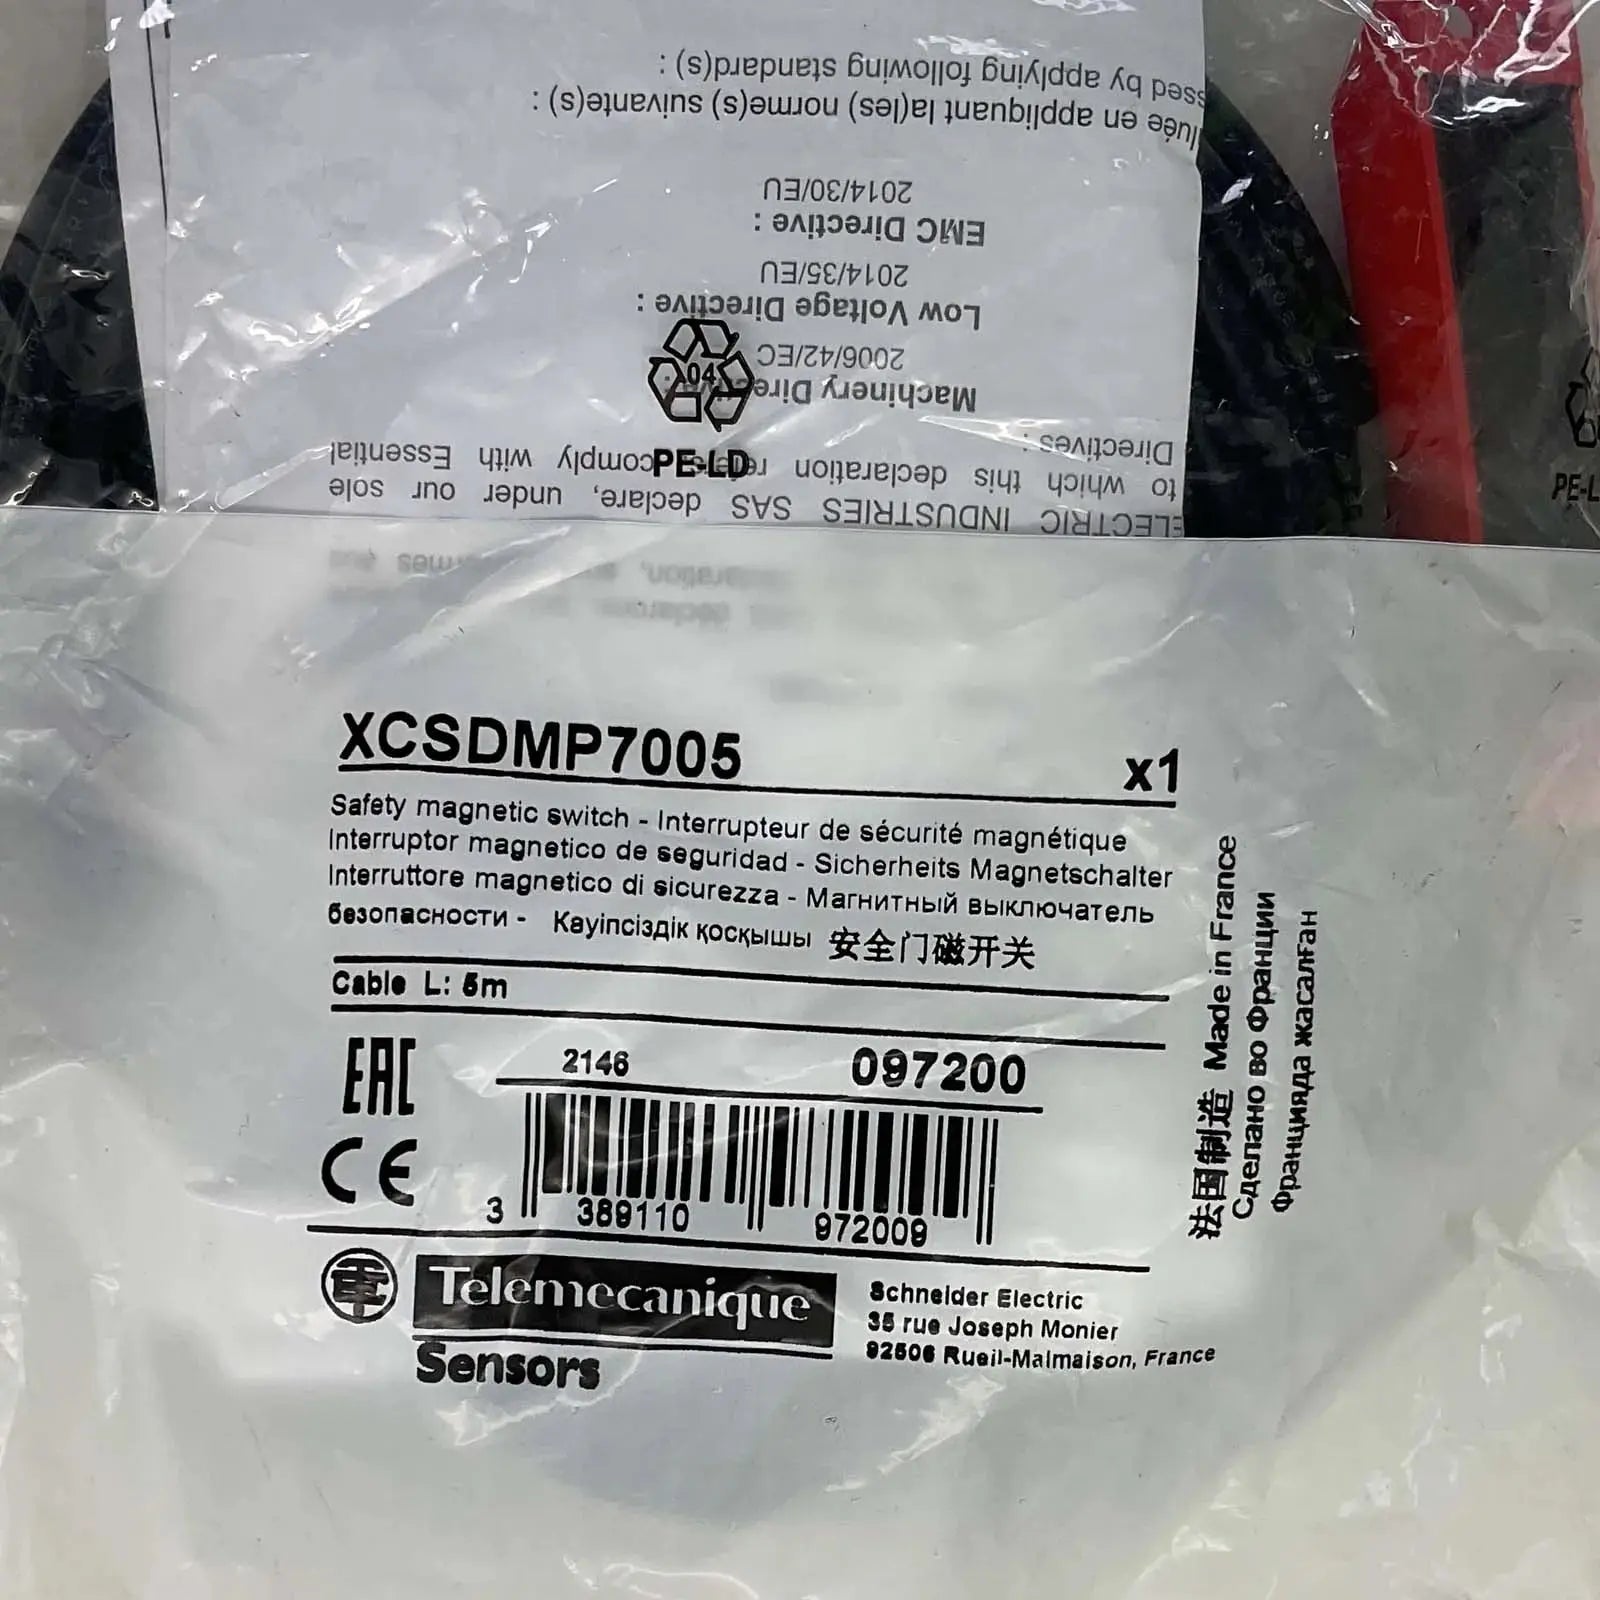 ssed by applying following standard(s) :
luée en appliquant la(les) norme(s) suivante(s) :
2014/30/EU
EMC Directive :
2014/35/EU
Low Voltage Directive :
2006/42/EC
Machinery Directive :
Directives :
to which this declaration comply with Essential
ELECTRIC INDUSTRIES SAS declare, under our sole
04
PE-LD
PE-L
XCSDMP7005 x1
Safety magnetic switch - Interrupteur de sécurité magnétique
Interruptor magnetico de seguridad - Sicherheits Magnetschalter
Interruttore magnetico di sicurezza - Магнитный выключатель
безопасности - Кауіпсіздік қосқышы 安全门磁开关
Cable L: 5m
EAC
2146 097200
CE
3 389110 972009
Telemecanique
Sensors
Schneider Electric
35 rue Joseph Monier
92506 Rueil-Malmaison, France
法国制造 Made in France
Сделано во Франции
Францияда жасалған